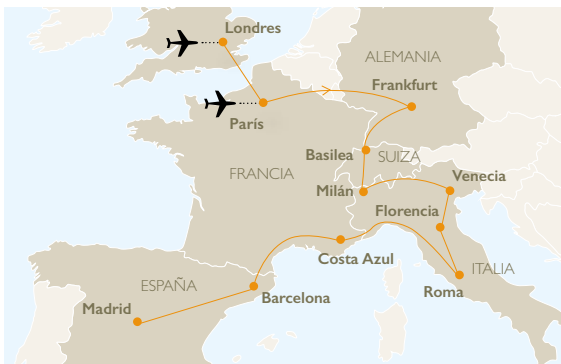 Londres
ALEMANIA
Frankfurt
París
Basilea
SUIZA
FRANCIA
Venecia
Milán
Florencia
Costa Azul
ITALIA
ESPAÑA
Roma
Barcelona
Madrid